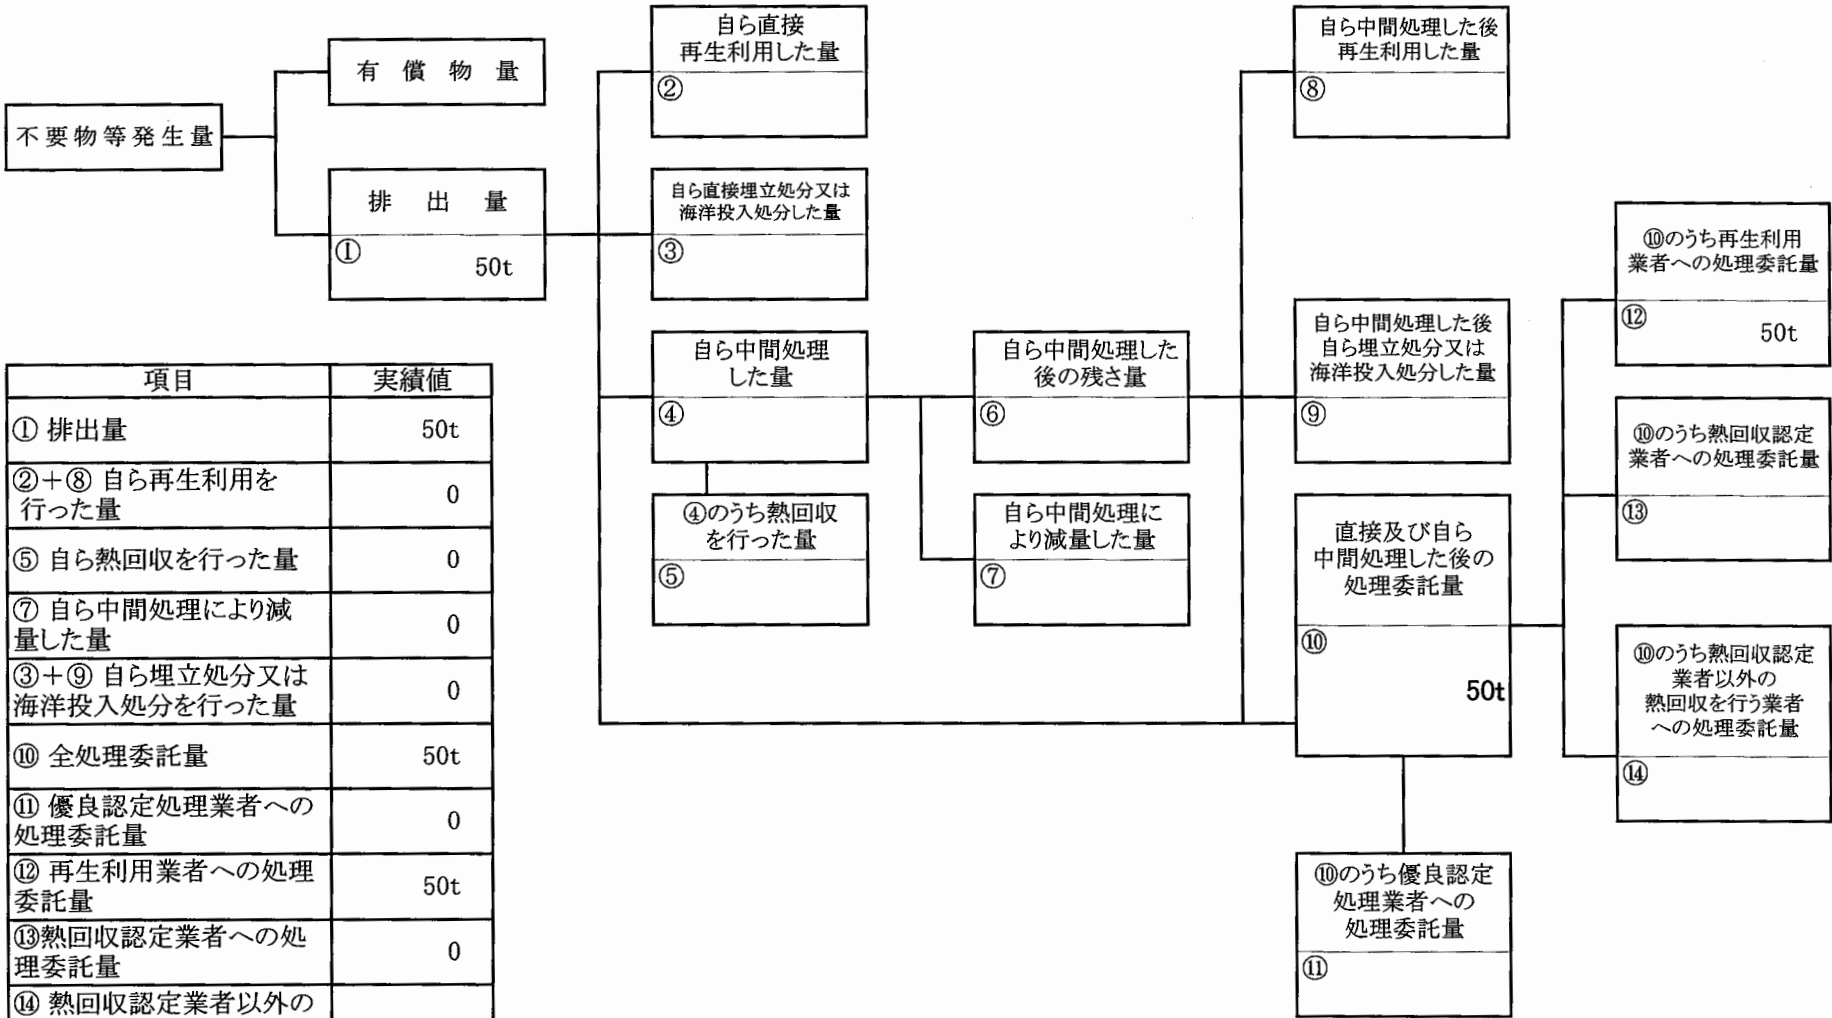 不要物等発生量
有償物量
排出量
①
50t
自ら直接
再生利用した量
②
自ら直接埋立処分又は
海洋投入処分した量
③
自ら中間処理
した量
④
④のうち熱回収
を行った量
⑤
自ら中間処理した
後の残さ量
⑥
自ら中間処理に
より減量した量
⑦
自ら中間処理した後
再生利用した量
⑧
自ら中間処理した後
自ら埋立処分又は
海洋投入処分した量
⑨
直接及び自ら
中間処理した後の
処理委託量
⑩
50t
⑩のうち優良認定
処理業者への
処理委託量
⑪
⑩のうち再生利用
業者への処理委託量
⑫
50t
⑩のうち熱回収認定
業者への処理委託量
⑬
⑩のうち熱回収認定
業者以外の
熱回収を行う業者
への処理委託量
⑭
項目 実績値
① 排出量 50t
②+⑧ 自ら再生利用を
行った量 0
⑤ 自ら熱回収を行った量 0
⑦ 自ら中間処理により減
量した量 0
③+⑨ 自ら埋立処分又は
海洋投入処分を行った量 0
⑩ 全処理委託量 50t
⑪ 優良認定処理業者への
処理委託量 0
⑫ 再生利用業者への処理
委託量 50t
⑬熱回収認定業者への処
理委託量 0
⑭ 熱回収認定業者以外の